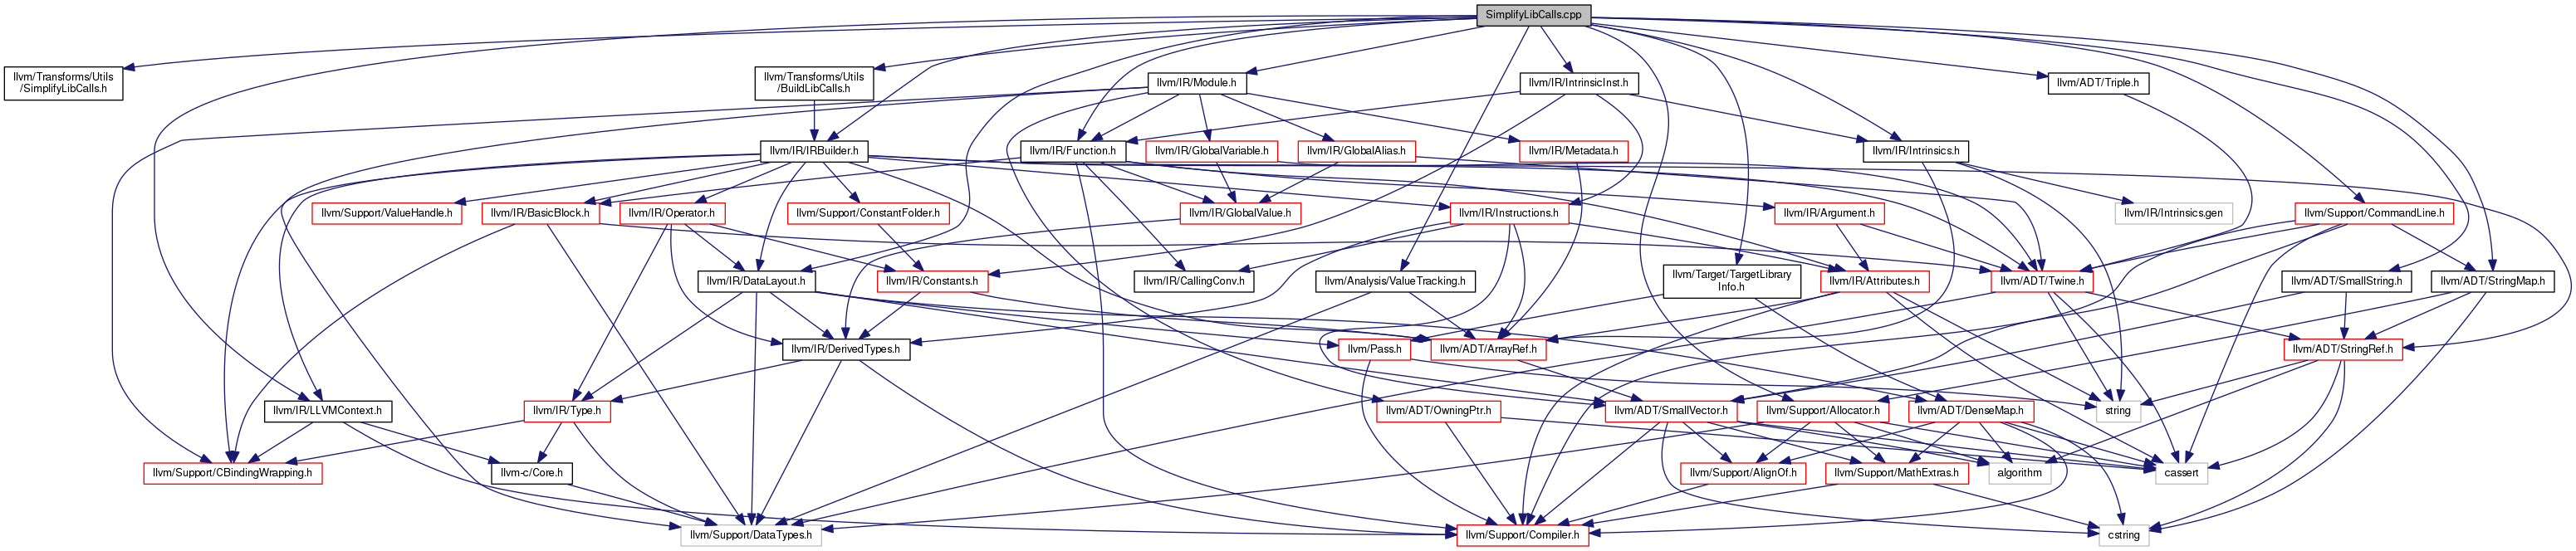 SimplifyLibCalls.cpp
llvm/Transforms/Utils
/SimplifyLibCalls.h
llvm/Transforms/Utils
/BuildLibCalls.h
llvm/IR/Module.h
llvm/IR/IntrinsicInst.h
llvm/ADT/Triple.h
llvm/IR/IRBuilder.h
llvm/IR/Function.h
llvm/IR/GlobalVariable.h
llvm/IR/GlobalAlias.h
llvm/IR/Metadata.h
llvm/IR/Intrinsics.h
llvm/Support/ValueHandle.h
llvm/IR/BasicBlock.h
llvm/IR/Operator.h
llvm/Support/ConstantFolder.h
llvm/IR/GlobalValue.h
llvm/IR/Instructions.h
llvm/IR/Argument.h
llvm/IR/Intrinsics.gen
llvm/Support/CommandLine.h
llvm/IR/DataLayout.h
llvm/IR/Constants.h
llvm/IR/CallingConv.h
llvm/Analysis/ValueTracking.h
llvm/Target/TargetLibrary
Info.h
llvm/IR/Attributes.h
llvm/ADT/Twine.h
llvm/ADT/SmallString.h
llvm/ADT/StringMap.h
llvm/IR/DerivedTypes.h
llvm/Pass.h
llvm/ADT/ArrayRef.h
llvm/ADT/StringRef.h
llvm/IR/LLVMContext.h
llvm/IR/Type.h
llvm/ADT/OwningPtr.h
llvm/ADT/SmallVector.h
llvm/Support/Allocator.h
llvm/ADT/DenseMap.h
string
llvm/Support/CBindingWrapping.h
llvm-c/Core.h
llvm/Support/AlignOf.h
llvm/Support/MathExtras.h
algorithm
cassert
llvm/Support/DataTypes.h
llvm/Support/Compiler.h
cstring